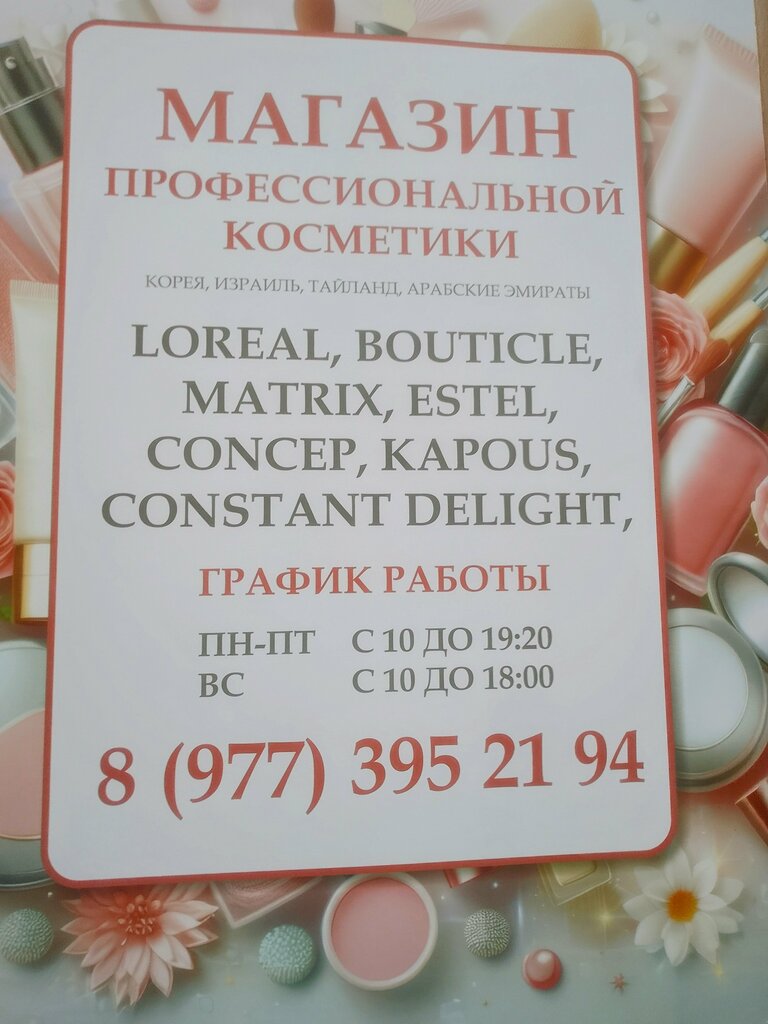 МАГАЗИН
ПРОФЕССИОНАЛЬНОЙ
КОСМЕТИКИ
КОРЕЯ, ИЗРАИЛЬ, ТАЙЛАНД, АРАБСКИЕ ЭМИРАТЫ
LOREAL, BOUTICLE,
MATRIX, ESTEL,
CONCEP, KAPOUS,
CONSTANT DELIGHT,
ГРАФИК РАБОТЫ
ПН-ПТ С 10 ДО 19:20
ВС С 10 ДО 18:00
8 (977) 395 21 94